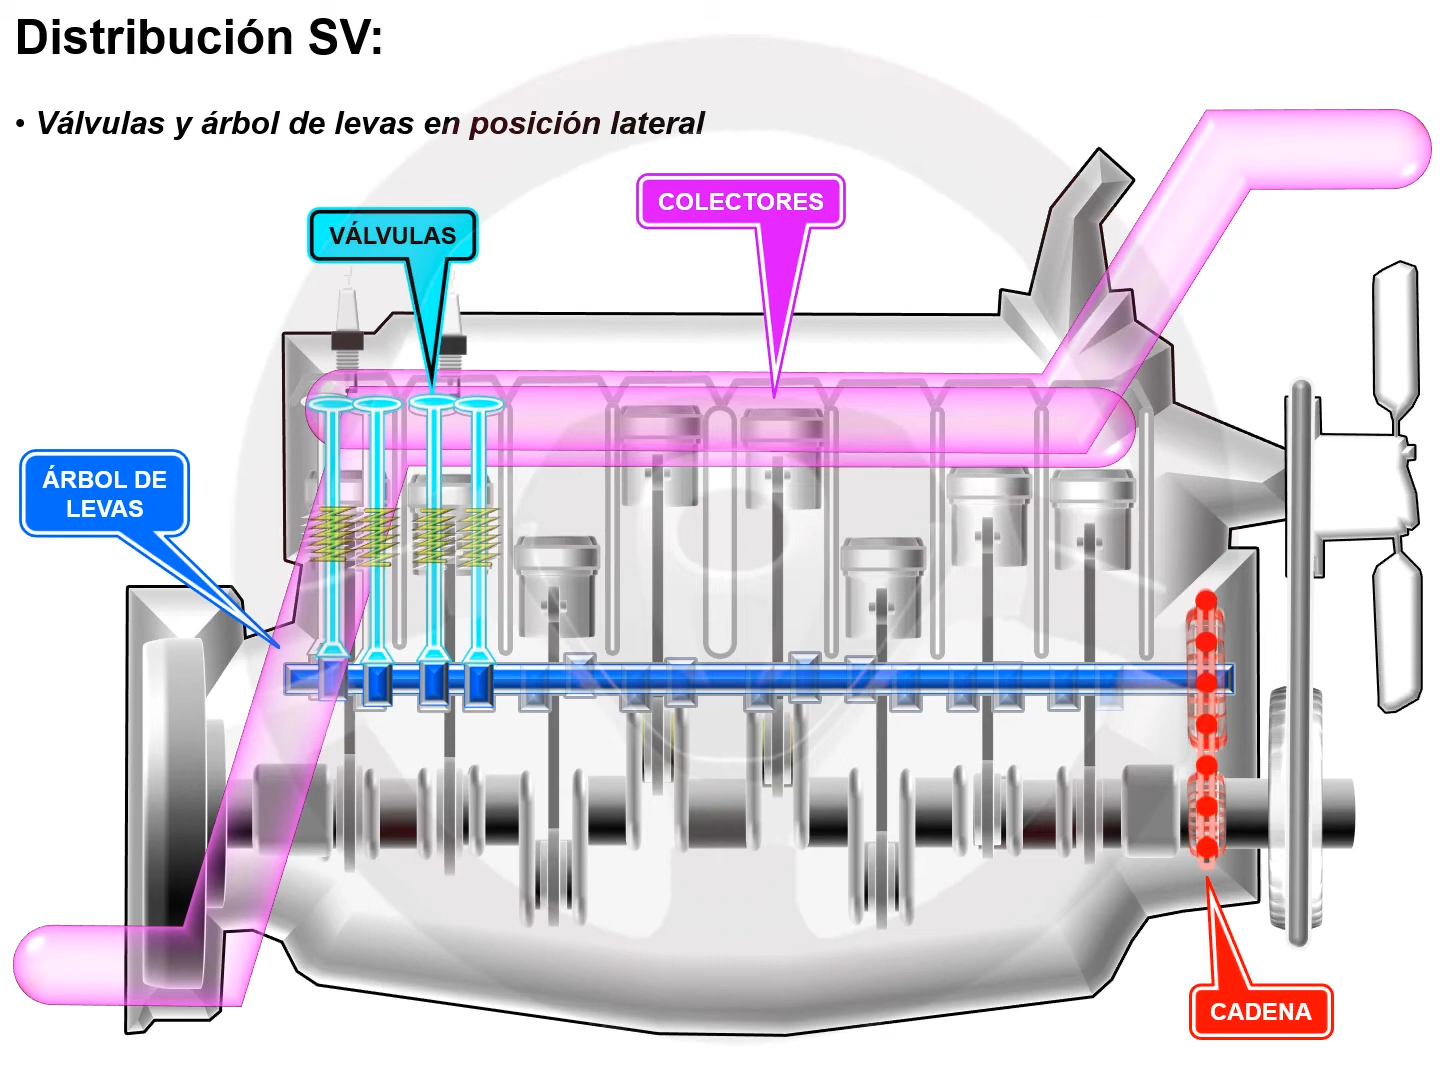 Distribución SV:
• Válvulas y árbol de levas en posición lateral
COLECTORES
VÁLVULAS
ÁRBOL DE
LEVAS
CADENA